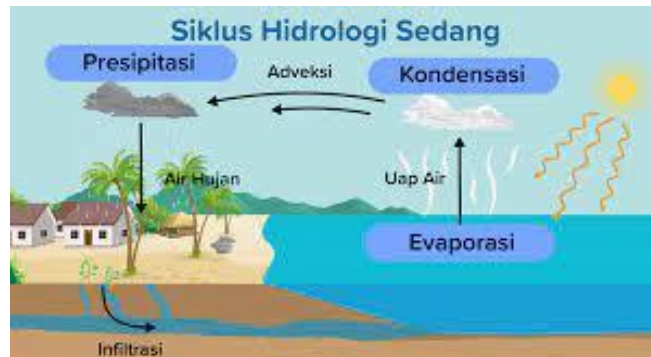 Siklus Hidrologi Sedang
Presipitasi
Adveksi
Kondensasi
Air Hujan
Uap Air
Evaporasi
Infiltrasi